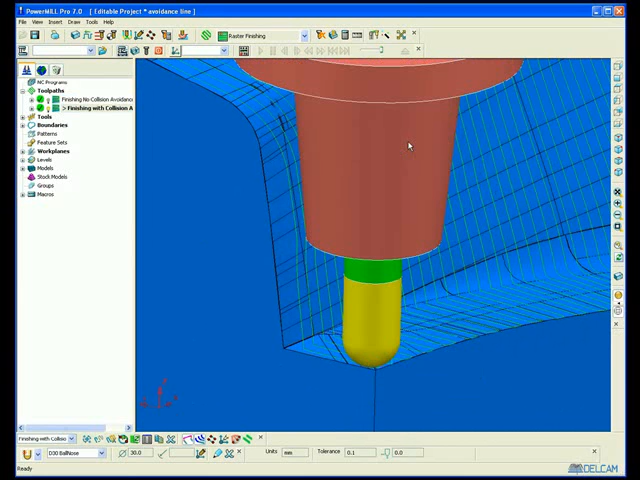 PowerMILL Pro 7.0 [ Editable Project * avoidance line ]
File View Insert Draw Tools Help
Raster Finishing
NC Programs
Toolpaths
Finishing No Collision Avoidanc
> Finishing with Collision A
Tools
Boundaries
Patterns
Feature Sets
Workplanes
Levels
Models
Stock Models
Groups
Macros
Finishing with Collisio
D30 BallNose
30.0
Units
mm
Tolerance
0.1
0.0
Ready
DELCAM